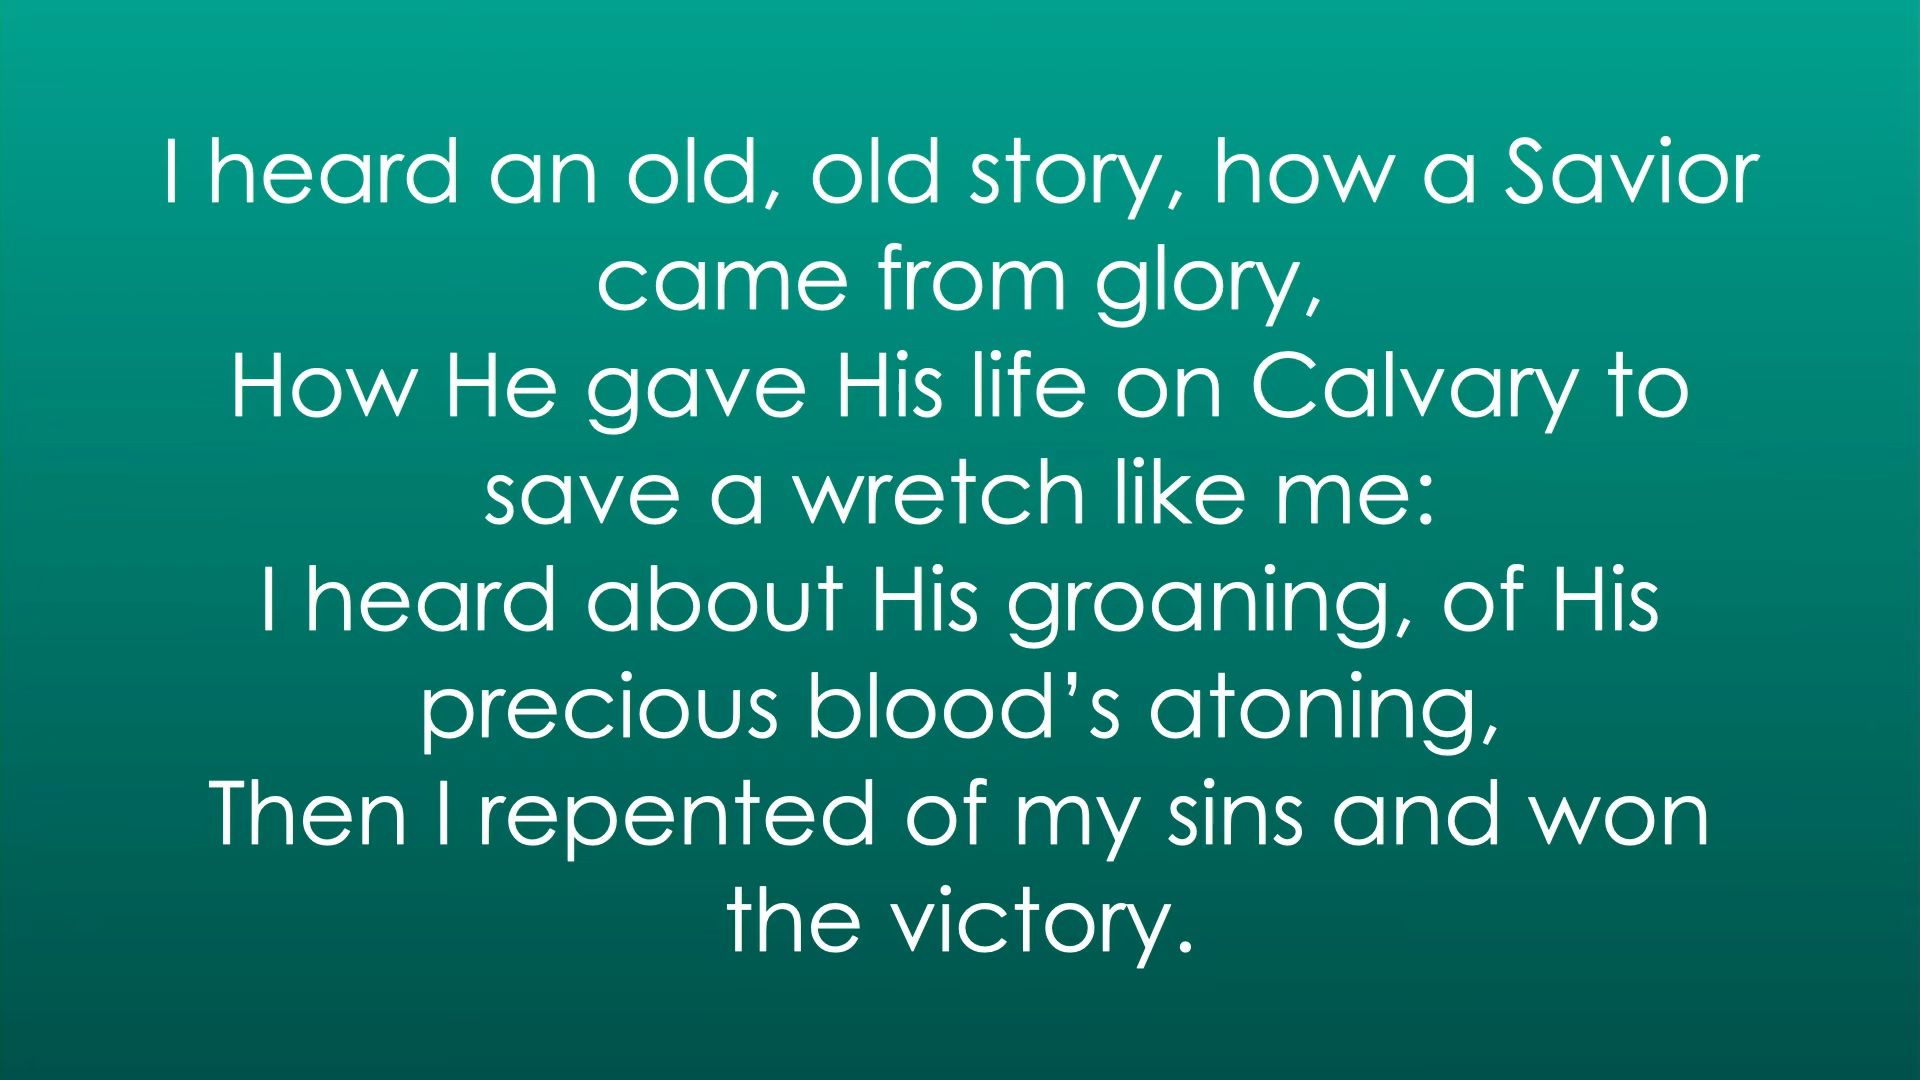 I heard an old, old story, how a Savior
came from glory,
How He gave His life on Calvary to
save a wretch like me:
I heard about His groaning, of His
precious blood’s atoning,
Then I repented of my sins and won
the victory.